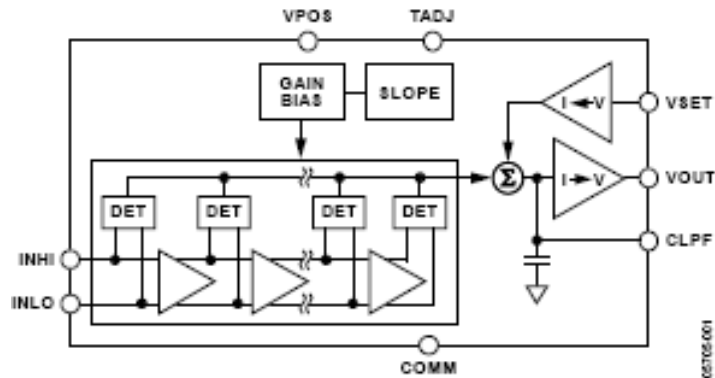 VPOS TADJ
GAIN BIAS
SLOPE
I V
VSET
Σ
I V
VOUT
DET DET DET DET
CLPF
INHI
INLO
COMM
05705-001